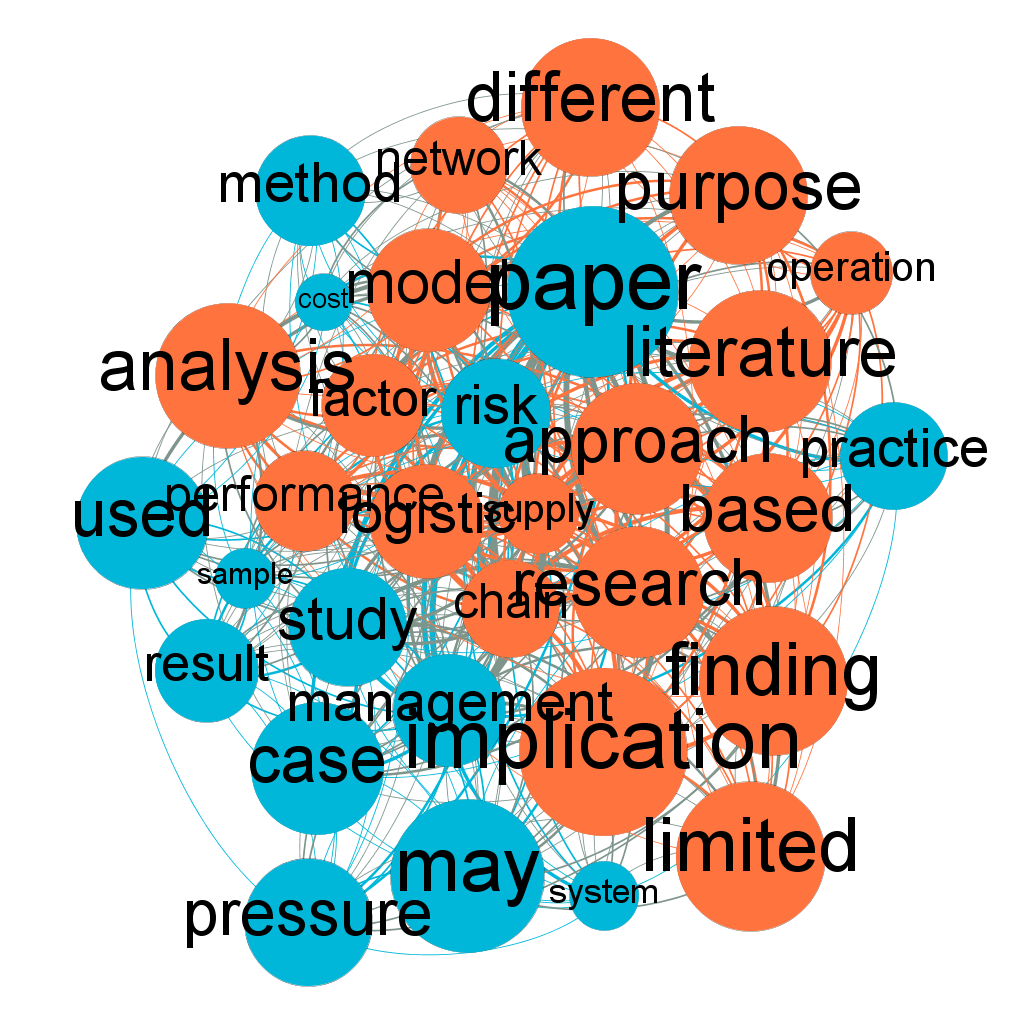 different
network
method
purpose
operation
model
paper
cost
literature
analysis
factor
risk
approach
practice
performance
logistic
supply
based
used
sample
chain
research
study
result
finding
management
implication
case
limited
may
system
pressure